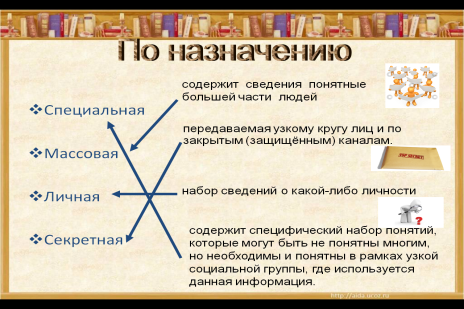 По назначению
❖Специальная
❖Массовая
❖Личная
❖Секретная
содержит сведения понятные
большей части людей
передаваемая узкому кругу лиц и по
закрытым (защищённым) каналам.
набор сведений о какой-либо личности
содержит специфический набор понятий,
которые могут быть не понятны многим,
но необходимы и понятны в рамках узкой
социальной группы, где используется
данная информация.
?
http://aida.ucoz.ru